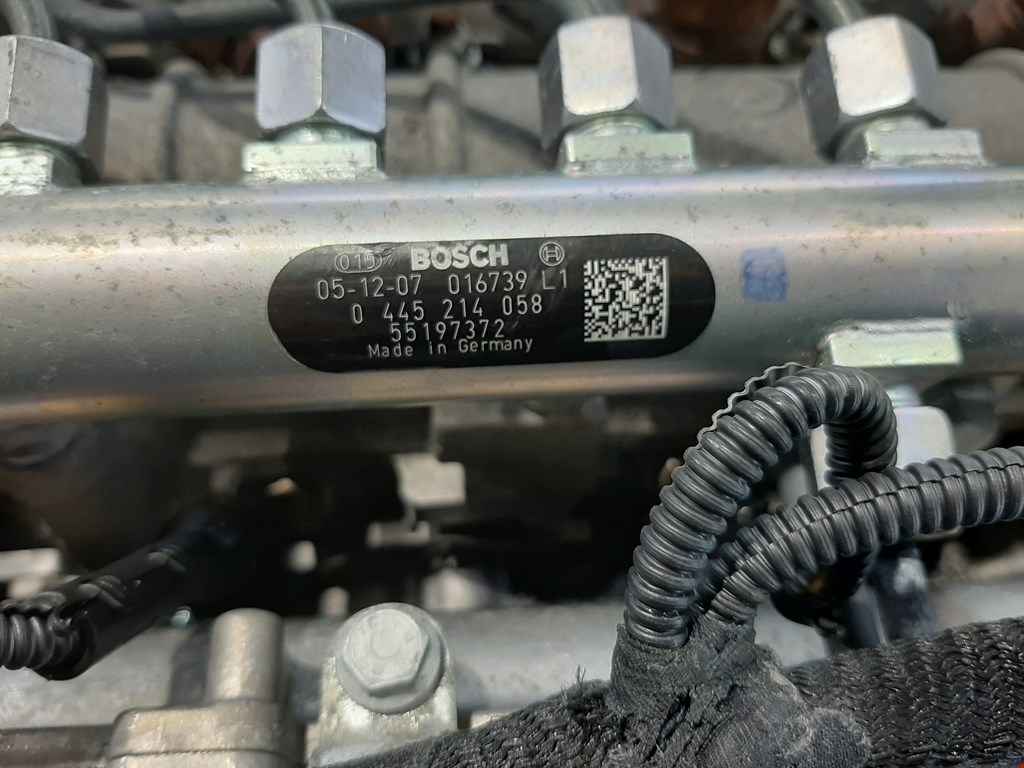 015 BOSCH
05-12-07 016739 L1
0 445 214 058
55197372
Made in Germany